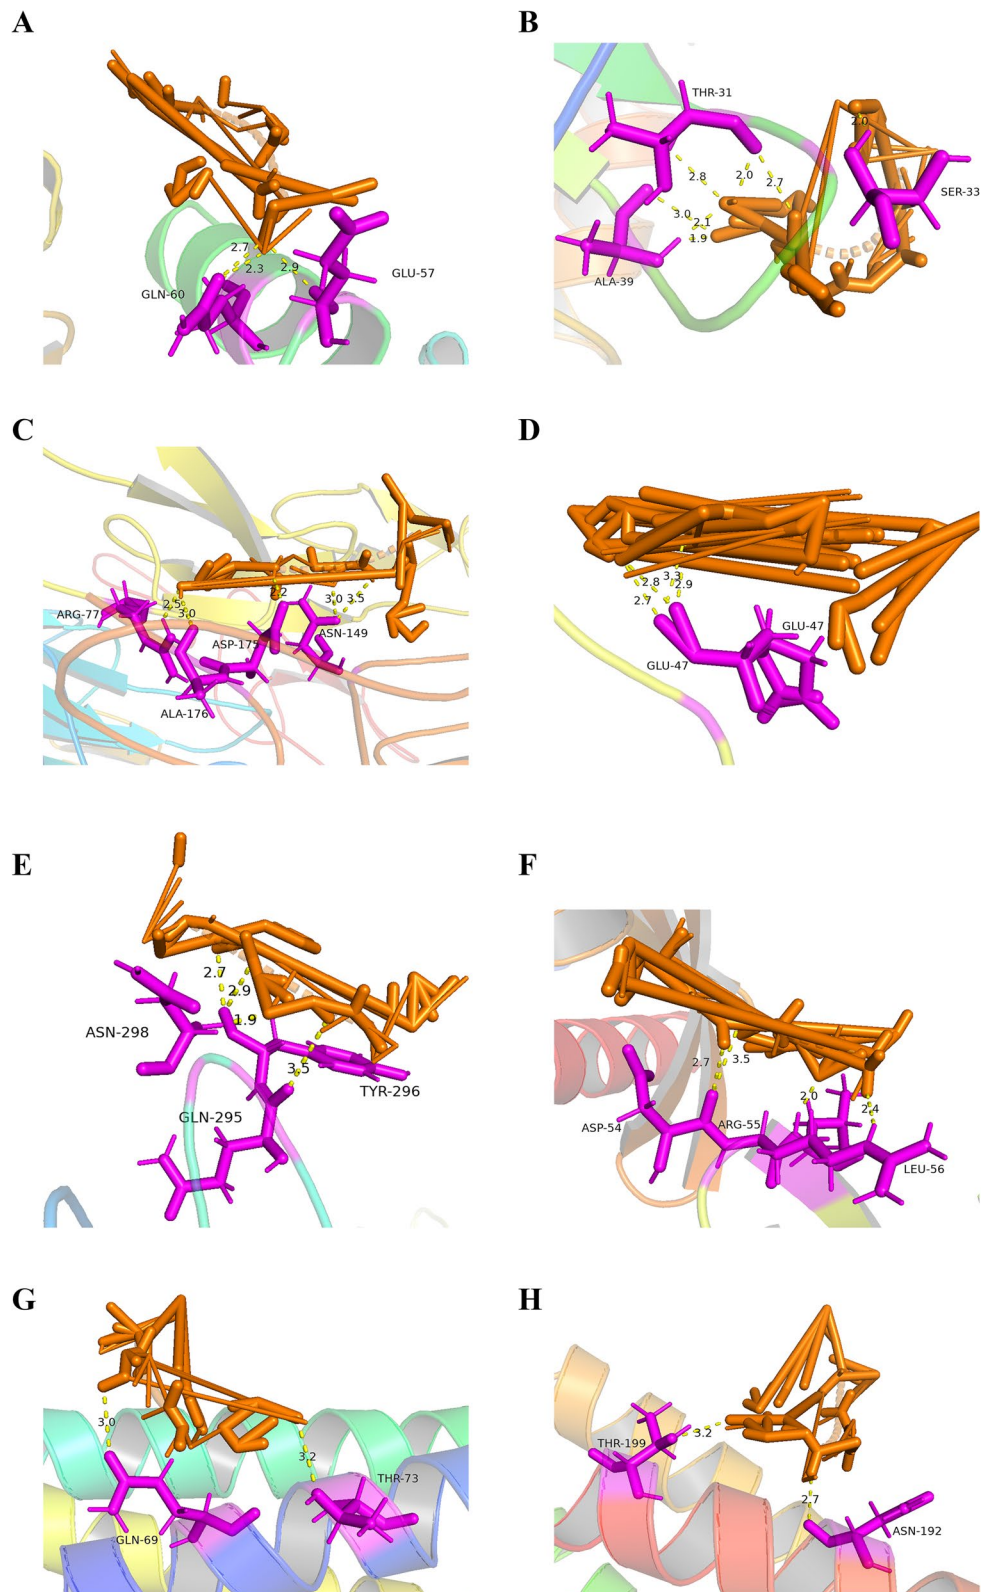 A
B
2.7
2.3
2.9
GLN-60
GLU-57
THR-31
2.0
2.8
2.0
2.7
3.0
2.1
1.9
SER-33
ALA-39
C
D
ARG-77
2.5
3.0
2.2
3.0
3.5
ASP-175
ASN-149
ALA-176
2.8
3.3
2.9
2.7
GLU-47
GLU-47
E
F
2.7
2.9
1.9
3.5
ASN-298
TYR-296
GLN-295
2.7
3.5
2.0
2.4
ASP-54
ARG-55
LEU-56
G
H
3.0
3.2
THR-73
GLN-69
THR-199
3.2
2.7
ASN-192